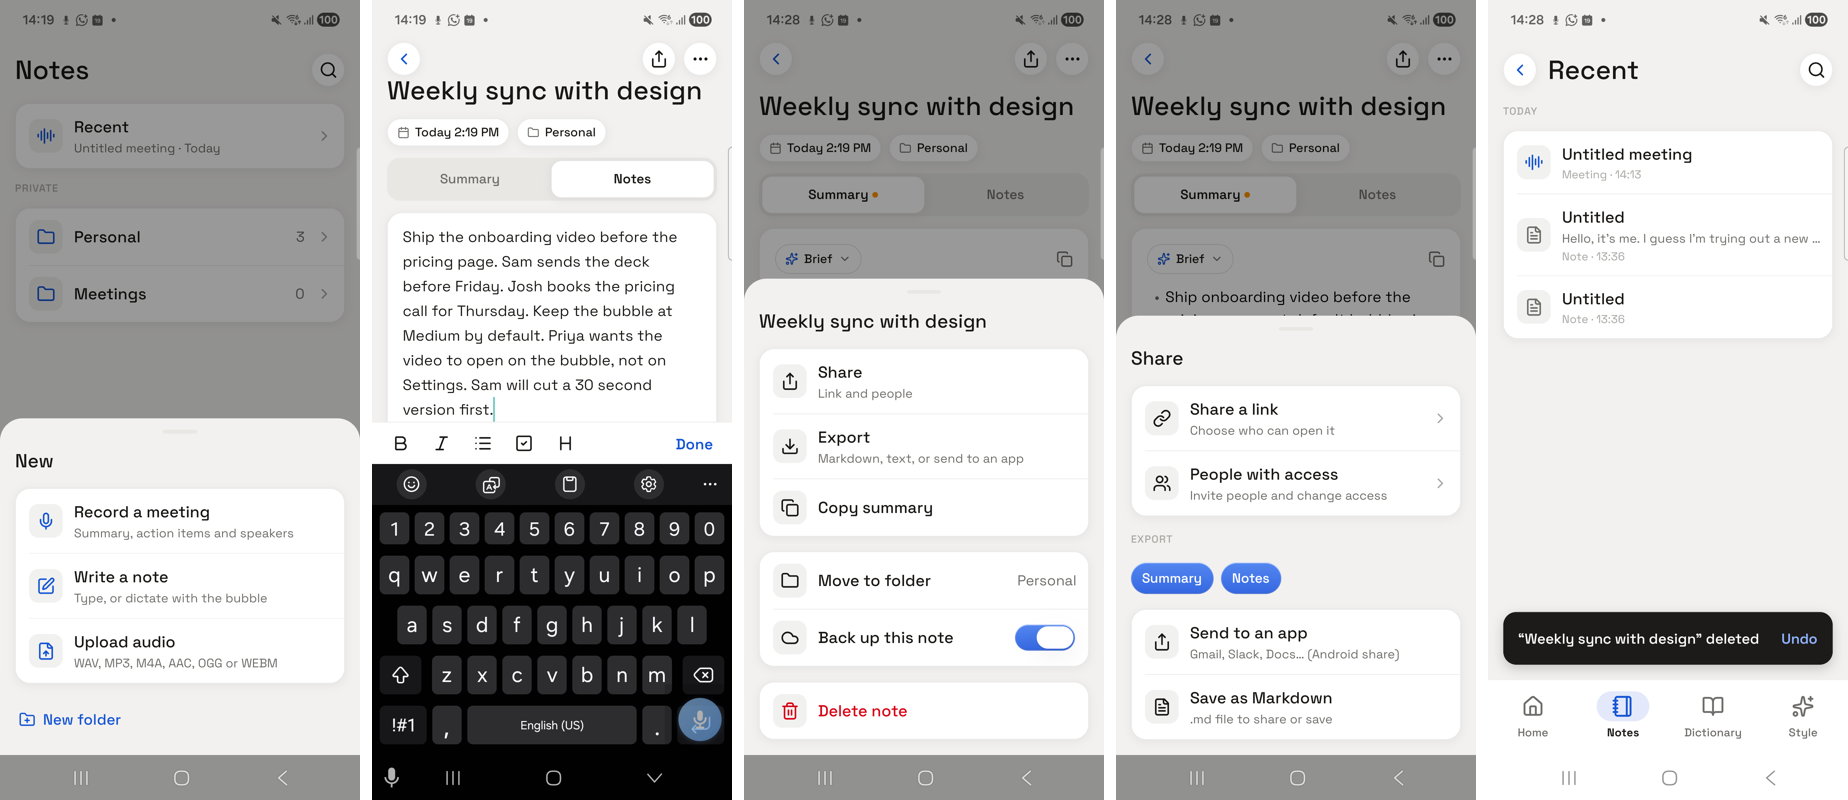 14:19
100
Notes
Recent
Untitled meeting · Today
PRIVATE
Personal
3
Meetings
0
New
Record a meeting
Summary, action items and speakers
Write a note
Type, or dictate with the bubble
Upload audio
WAV, MP3, M4A, AAC, OGG or WEBM
New folder
14:19
100
Weekly sync with design
Today 2:19 PM
Personal
Summary
Notes
Ship the onboarding video before the
pricing page. Sam sends the deck
before Friday. Josh books the pricing
call for Thursday. Keep the bubble at
Medium by default. Priya wants the
video to open on the bubble, not on
Settings. Sam will cut a 30 second
version first.
B I H
Done
1 2 3 4 5 6 7 8 9 0
q w e r t y u i o p
a s d f g h j k l
z x c v b n m
!#1 , English (US) .
14:28
100
Weekly sync with design
Today 2:19 PM
Personal
Summary
Notes
Brief
Weekly sync with design
Share
Link and people
Export
Markdown, text, or send to an app
Copy summary
Move to folder
Personal
Back up this note
Delete note
14:28
100
Weekly sync with design
Today 2:19 PM
Personal
Summary
Notes
Brief
• Ship onboarding video before the
Share
Share a link
Choose who can open it
People with access
Invite people and change access
EXPORT
Summary
Notes
Send to an app
Gmail, Slack, Docs... (Android share)
Save as Markdown
.md file to share or save
14:28
100
Recent
TODAY
Untitled meeting
Meeting · 14:13
Untitled
Hello, it's me. I guess I'm trying out a new ...
Note · 13:36
Untitled
Note · 13:36
“Weekly sync with design” deleted
Undo
Home
Notes
Dictionary
Style